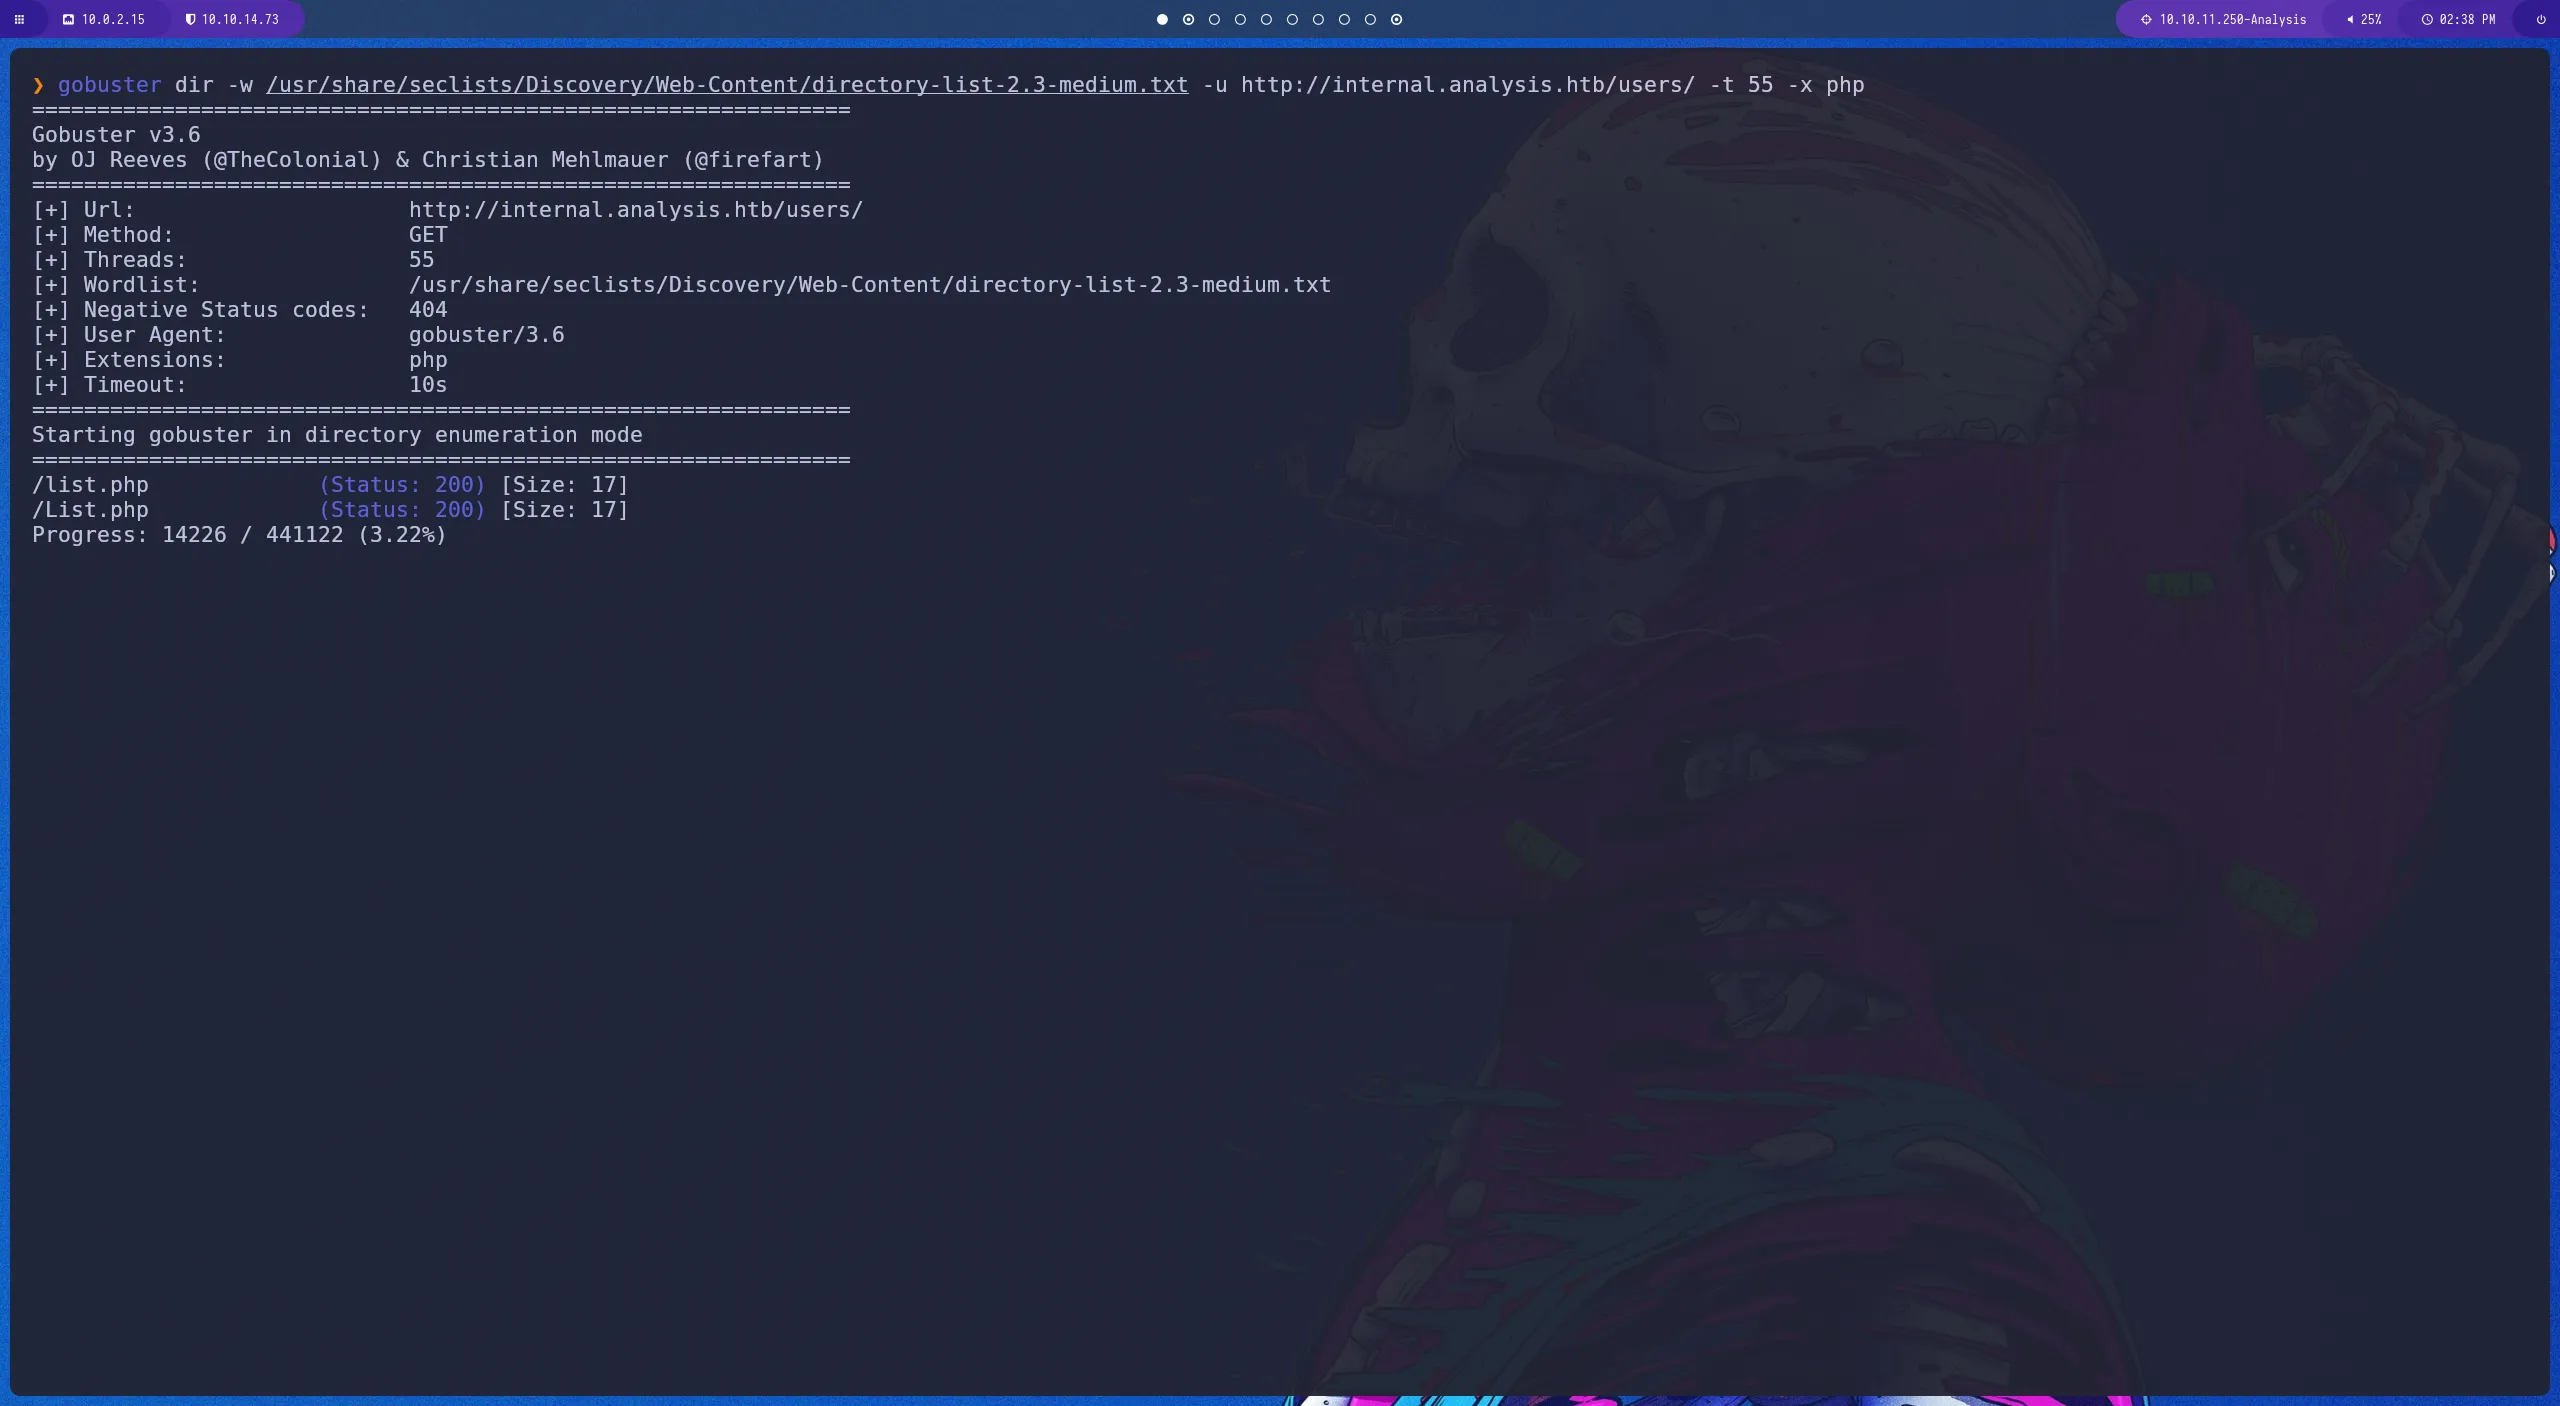 10.0.2.15 10.10.14.73 10.10.11.250-Analysis 25% 02:38 PM
❯ gobuster dir -w /usr/share/seclists/Discovery/Web-Content/directory-list-2.3-medium.txt -u http://internal.analysis.htb/users/ -t 55 -x php
===============================================================
Gobuster v3.6
by OJ Reeves (@TheColonial) & Christian Mehlmauer (@firefart)
===============================================================
[+] Url:                     http://internal.analysis.htb/users/
[+] Method:                  GET
[+] Threads:                 55
[+] Wordlist:                /usr/share/seclists/Discovery/Web-Content/directory-list-2.3-medium.txt
[+] Negative Status codes:   404
[+] User Agent:              gobuster/3.6
[+] Extensions:              php
[+] Timeout:                 10s
===============================================================
Starting gobuster in directory enumeration mode
===============================================================
/list.php             (Status: 200) [Size: 17]
/List.php             (Status: 200) [Size: 17]
Progress: 14226 / 441122 (3.22%)